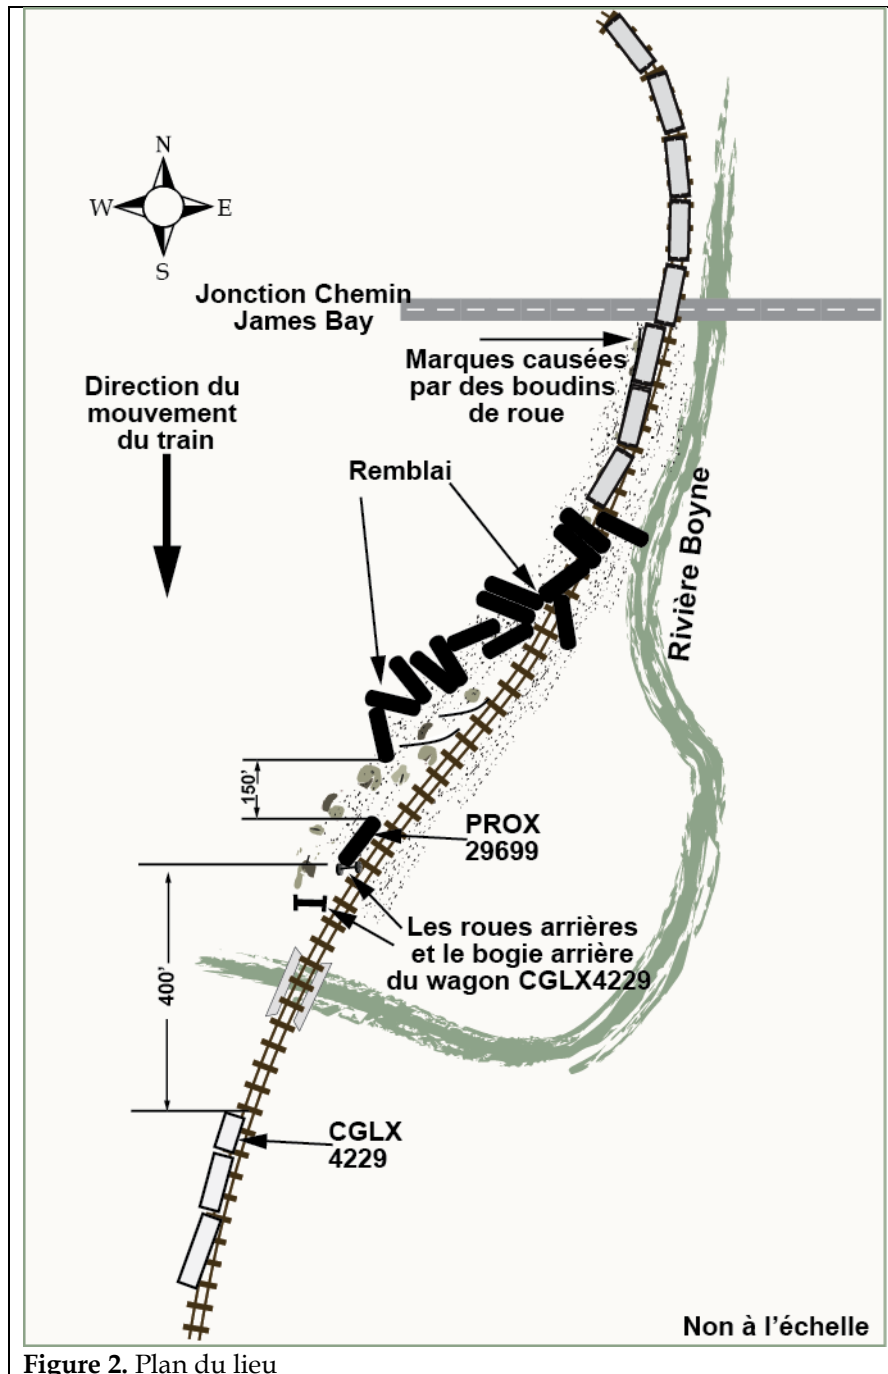 N
W
E
S
Jonction Chemin
James Bay
Marques causées
par des boudins
de roue
Direction du
mouvement
du train
Remblai
Rivière Boyne
150'
PROX
29699
Les roues arrières
et le bogie arrière
du wagon CGLX4229
400'
CGLX
4229
Non à l'échelle
Figure 2. Plan du lieu